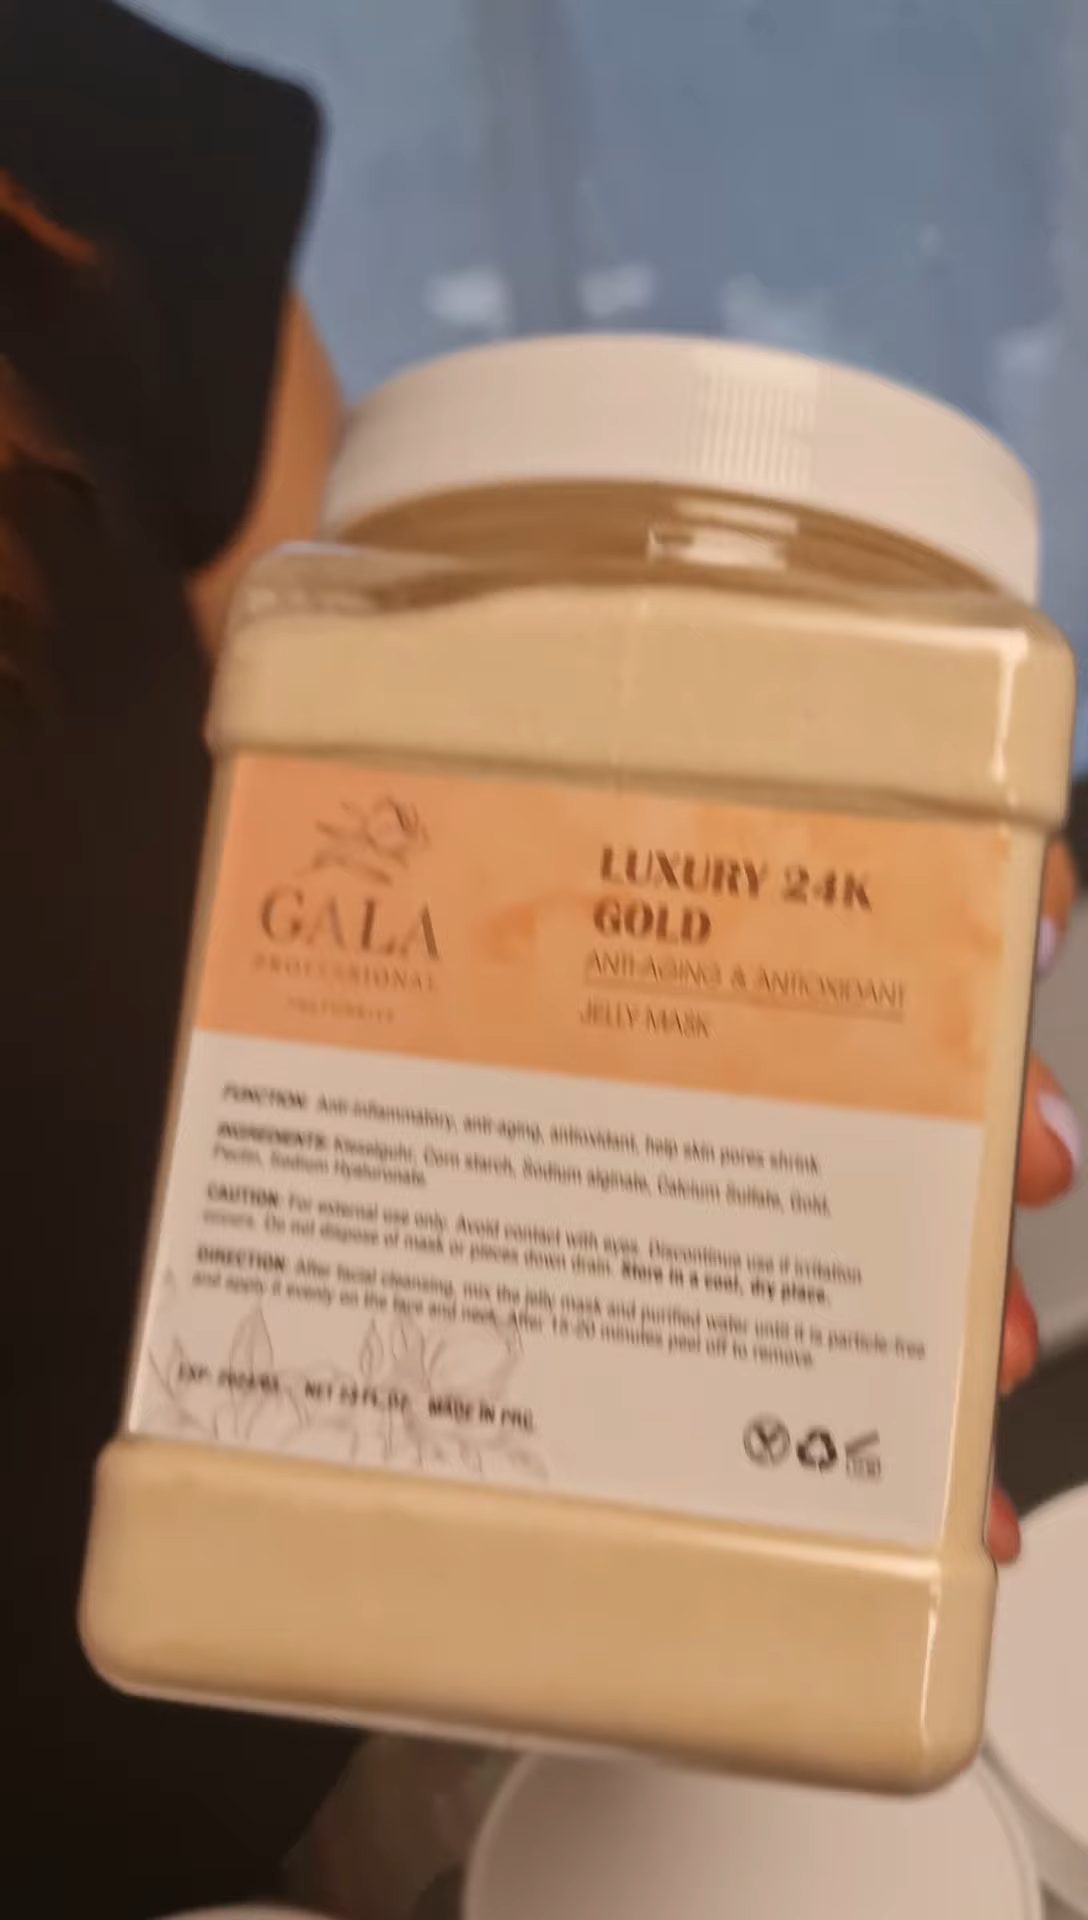 GALA
PROFESSIONAL
LUXURY 24K
GOLD
ANTI-AGING & ANTIOXIDANT
JELLY MASK
FUNCTION: Anti-inflammatory, anti-aging, antioxidant, help skin pores shrink.
INGREDIENTS: Kieselguhr, Corn starch, Sodium alginate, Calcium Sulfate, Gold,
Pectin, Sodium Hyaluronate.
CAUTION: For external use only. Avoid contact with eyes. Discontinue use if irritation
occurs. Do not dispose of mask or pieces down drain. Store in a cool, dry place.
DIRECTION: After facial cleansing, mix the jelly mask and purified water until it is particle-free
and apply it evenly on the face and neck. After 15-20 minutes peel off to remove.
EXP: NET FL OZ MADE IN PRC